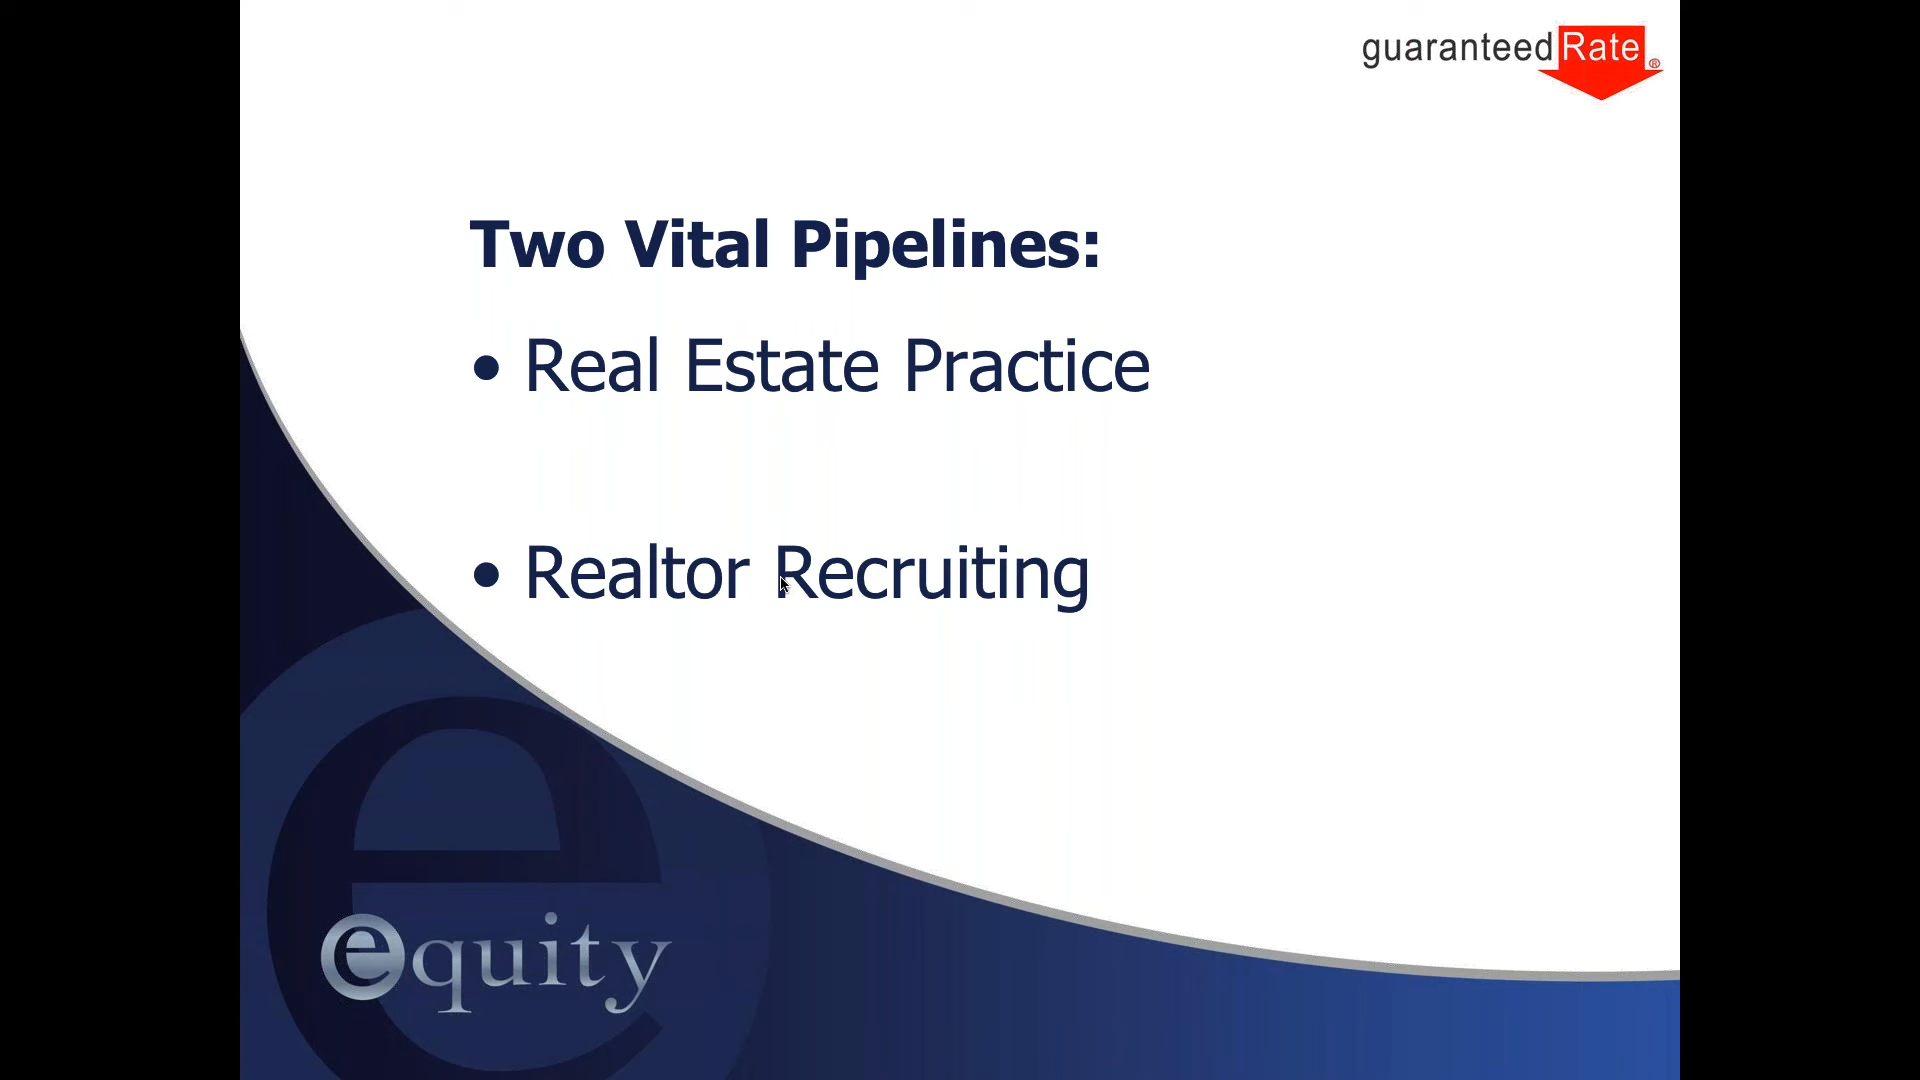 guaranteedRate®
Two Vital Pipelines:
• Real Estate Practice
• Realtor Recruiting
equity